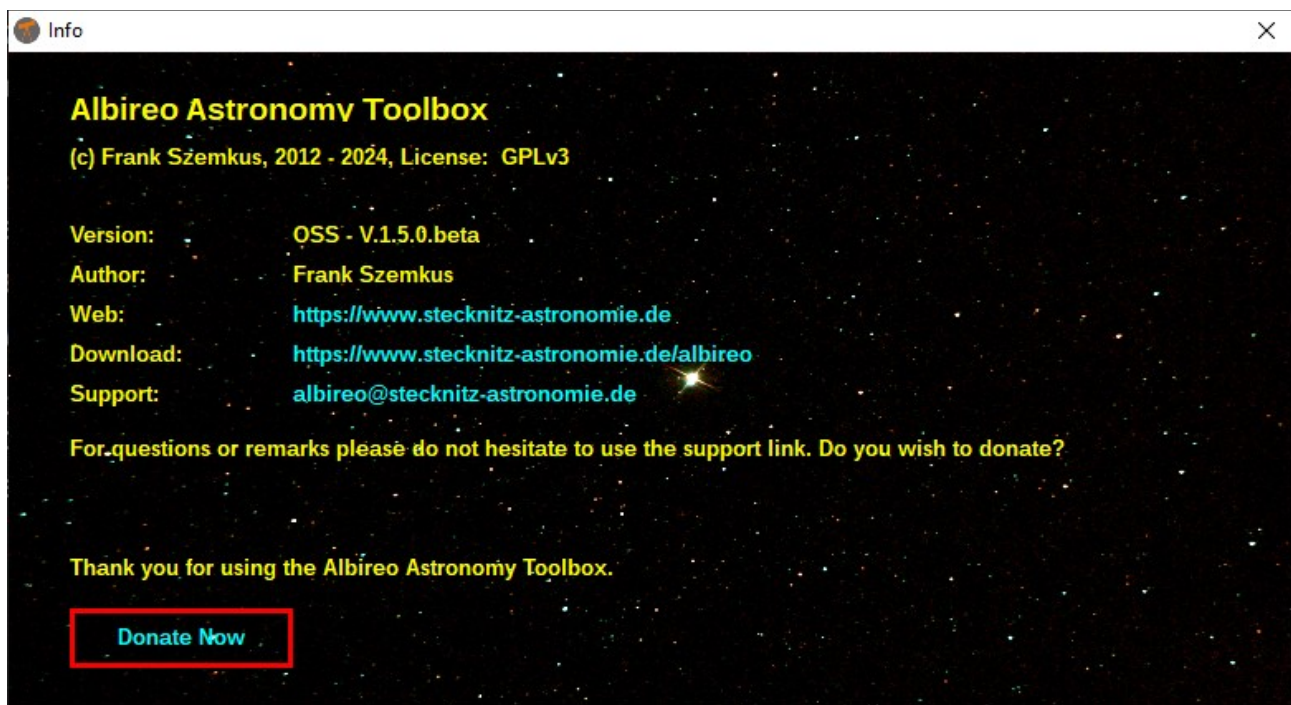 Info
Albireo Astronomy Toolbox
(c) Frank Szemkus, 2012 - 2024, License: GPLv3
Version: OSS - V.1.5.0.beta
Author: Frank Szemkus
Web: https://www.stecknitz-astronomie.de
Download: https://www.stecknitz-astronomie.de/albireo
Support: albireo@stecknitz-astronomie.de
For questions or remarks please do not hesitate to use the support link. Do you wish to donate?
Thank you for using the Albireo Astronomy Toolbox.
Donate Now